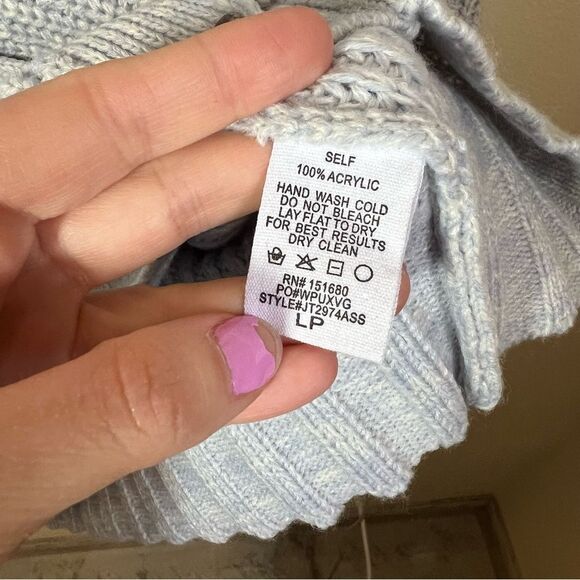 SELF
100% ACRYLIC
HAND WASH COLD
DO NOT BLEACH
LAY FLAT TO DRY
FOR BEST RESULTS
DRY CLEAN
RN# 151680
PO#WPUXVG
STYLE#JT2974ASS
LP